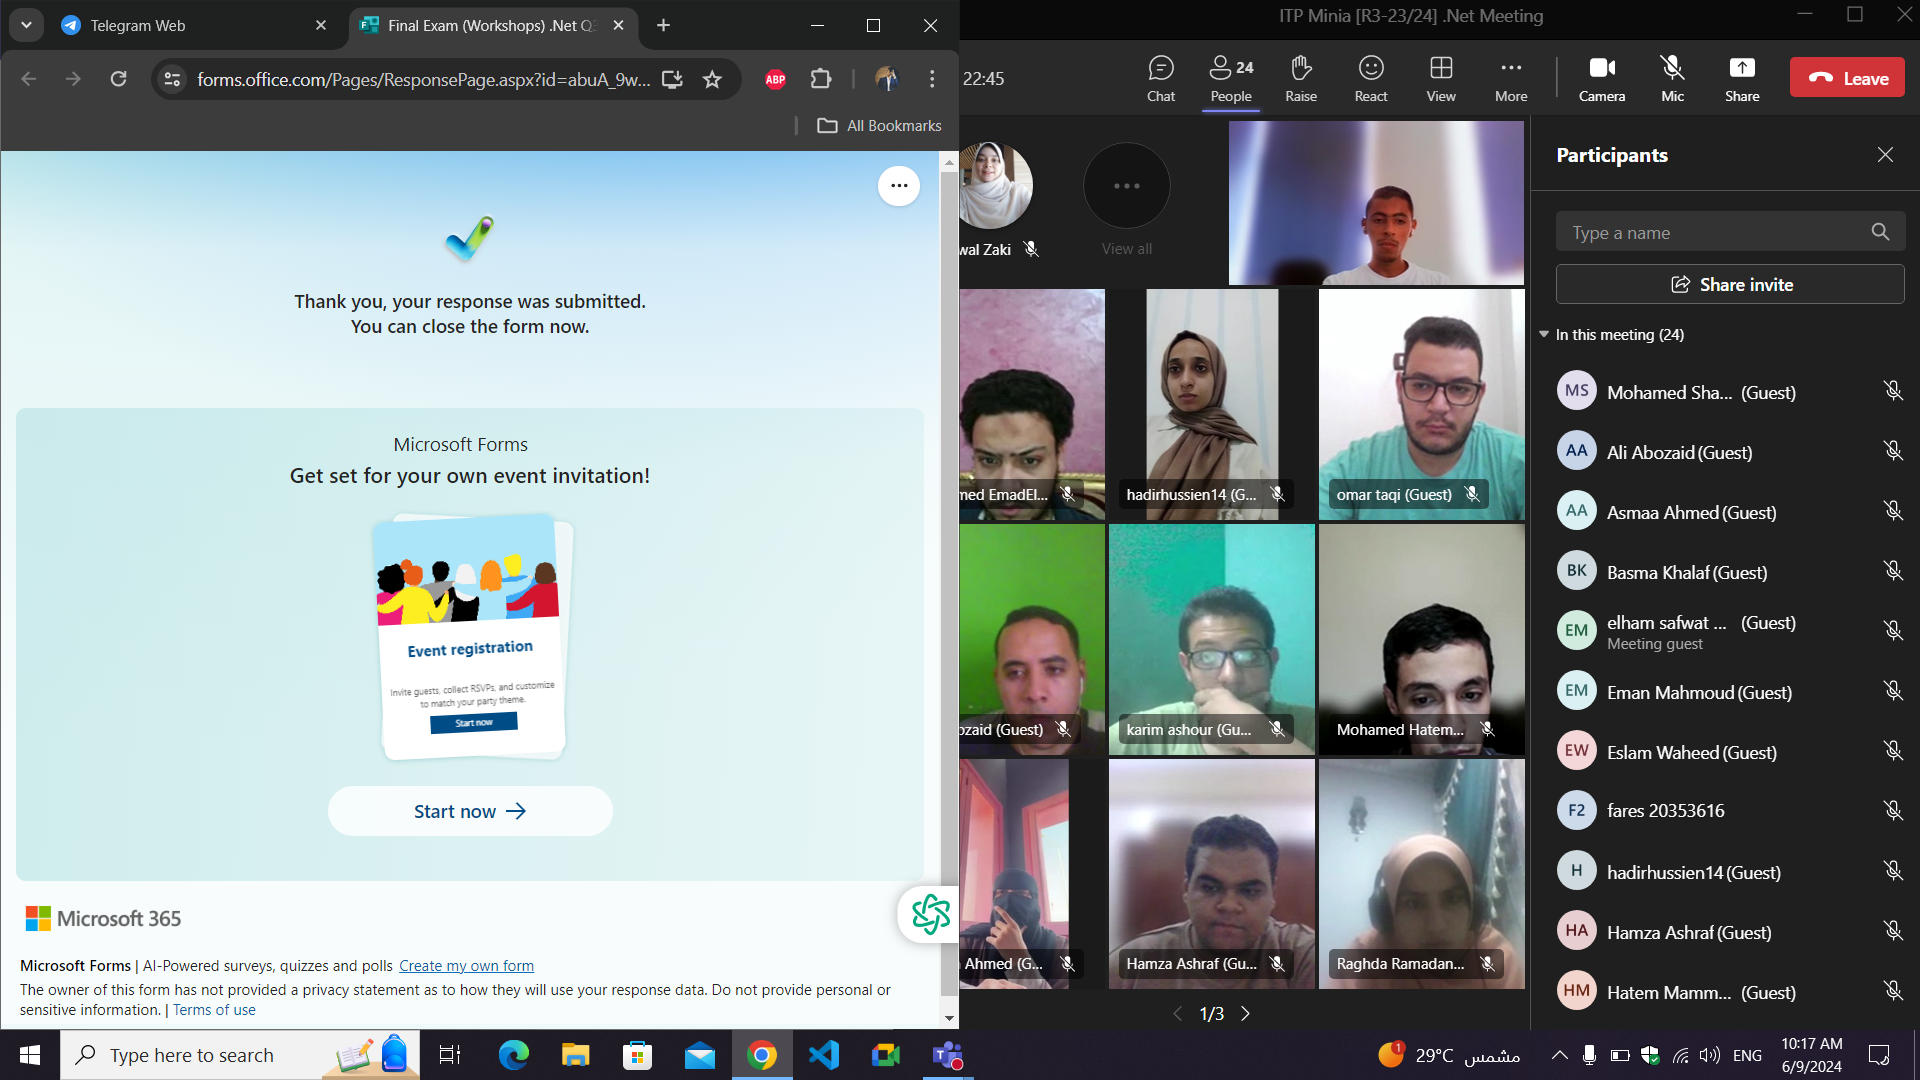 Telegram Web
Final Exam (Workshops) .Net Q
forms.office.com/Pages/ResponsePage.aspx?id=abuA_9w...
ABP
All Bookmarks
Thank you, your response was submitted.
You can close the form now.
Microsoft Forms
Get set for your own event invitation!
Event registration
Invite guests, collect RSVPs, and customize
to match your party theme.
Start now
Start now
Microsoft 365
Microsoft Forms | AI-Powered surveys, quizzes and polls Create my own form
The owner of this form has not provided a privacy statement as to how they will use your response data. Do not provide personal or
sensitive information. | Terms of use
ITP Minia [R3-23/24] .Net Meeting
22:45
Chat
People
24
Raise
React
View
More
Camera
Mic
Share
Leave
wal Zaki
View all
med EmadEl...
hadirhussien14 (G...
omar taqi (Guest)
ozaid (Guest)
karim ashour (Gu...
Mohamed Hatem...
Ahmed (G...
Hamza Ashraf (Gu...
Raghda Ramadan...
1/3
Participants
Type a name
Share invite
In this meeting (24)
MS Mohamed Sha... (Guest)
AA Ali Abozaid (Guest)
AA Asmaa Ahmed (Guest)
BK Basma Khalaf (Guest)
EM elham safwat ... (Guest)
Meeting guest
EM Eman Mahmoud (Guest)
EW Eslam Waheed (Guest)
F2 fares 20353616
H hadirhussien14 (Guest)
HA Hamza Ashraf (Guest)
HM Hatem Mamm... (Guest)
Type here to search
1
29°C مشمس
ENG
10:17 AM
6/9/2024